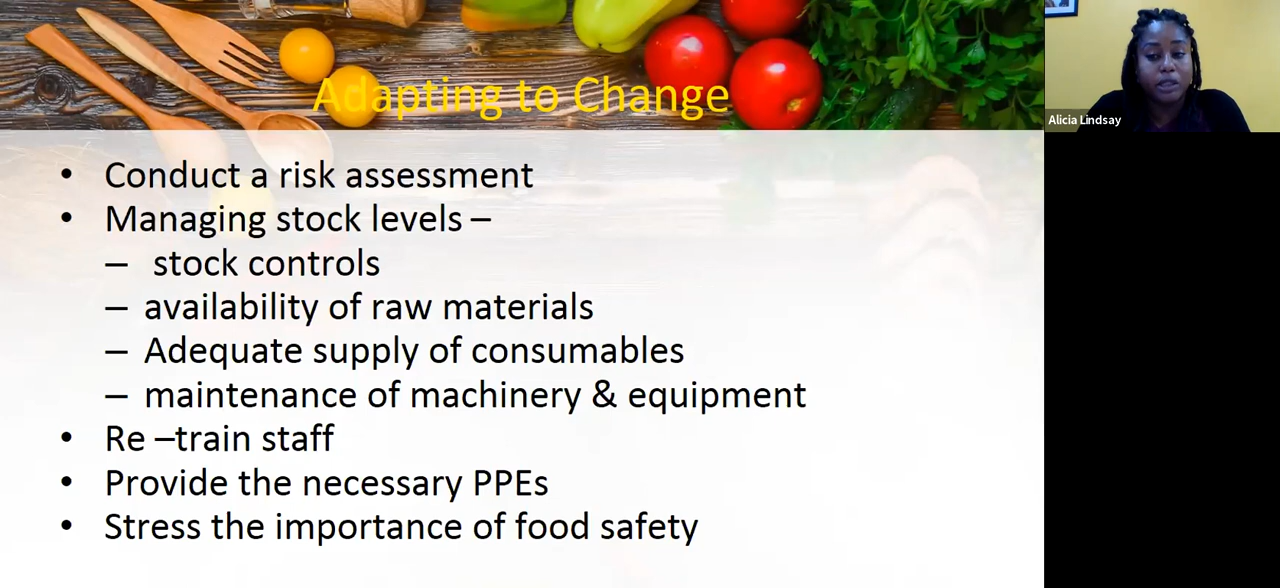 Adapting to Change
Alicia Lindsay
• Conduct a risk assessment
• Managing stock levels –
– stock controls
– availability of raw materials
– Adequate supply of consumables
– maintenance of machinery & equipment
• Re –train staff
• Provide the necessary PPEs
• Stress the importance of food safety